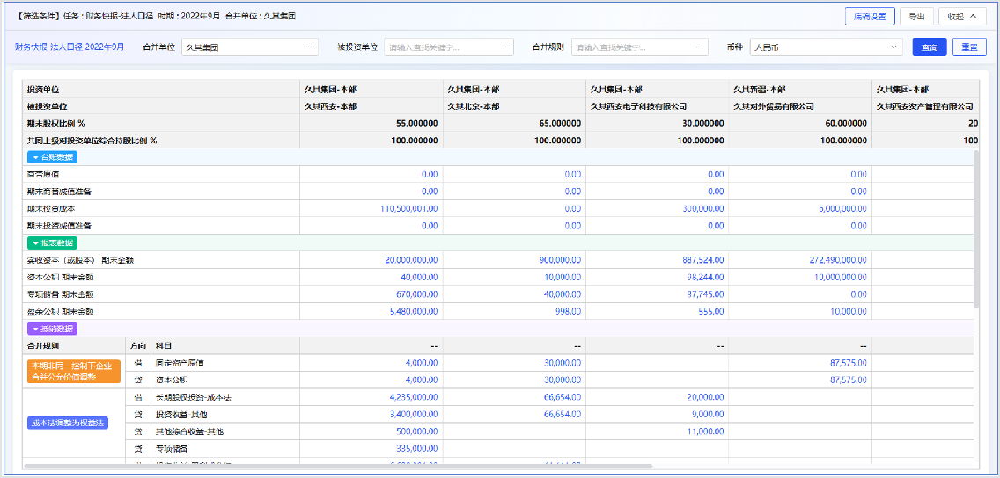 【筛选条件】任务 : 财务快报-法人口径 时期 : 2022年9月 合并单位 : 久其集团 底稿设置 导出 收起
财务快报-法人口径 2022年9月 合并单位 久其集团 ... 被投资单位 请输入查找关键字... ... 合并规则 请输入查找关键字... ... 币种 人民币 查询 重置
投资单位 久其集团-本部 久其集团-本部 久其集团-本部 久其新疆-本部 久其集团-本部
被投资单位 久其西安-本部 久其北京-本部 久其西安电子科技有限公司 久其对外贸易有限公司 久其西安资产管理有限公司
期末股权比例 % 55.000000 65.000000 30.000000 60.000000 20
共同上级对投资单位综合持股比例 % 100.000000 100.000000 100.000000 100.000000 100
台账数据
商誉原值 0.00 0.00 0.00 0.00
期末商誉减值准备 0.00 0.00 0.00 0.00
期末投资成本 110,500,001.00 0.00 300,000.00 6,000,000.00
期末投资减值准备 0.00 0.00 0.00 0.00
报表数据
实收资本（或股本） 期末金额 20,000,000.00 900,000.00 887,524.00 272,490,000.00
资本公积 期末金额 40,000.00 10,000.00 98,244.00 10,000,000.00
专项储备 期末金额 670,000.00 40,000.00 97,745.00 0.00
盈余公积 期末金额 5,480,000.00 998.00 555.00 10,000.00
抵销数据
合并规则 方向 科目 -- -- -- --
本期非同一控制下企业
合并公允价值调整
借 固定资产原值 4,000.00 30,000.00 87,575.00
贷 资本公积 4,000.00 30,000.00 87,575.00
成本法调整为权益法
借 长期股权投资-成本法 4,235,000.00 66,654.00 20,000.00
贷 投资收益-其他 3,400,000.00 66,654.00 9,000.00
贷 其他综合收益-其他 500,000.00 11,000.00
贷 专项储备 335,000.00